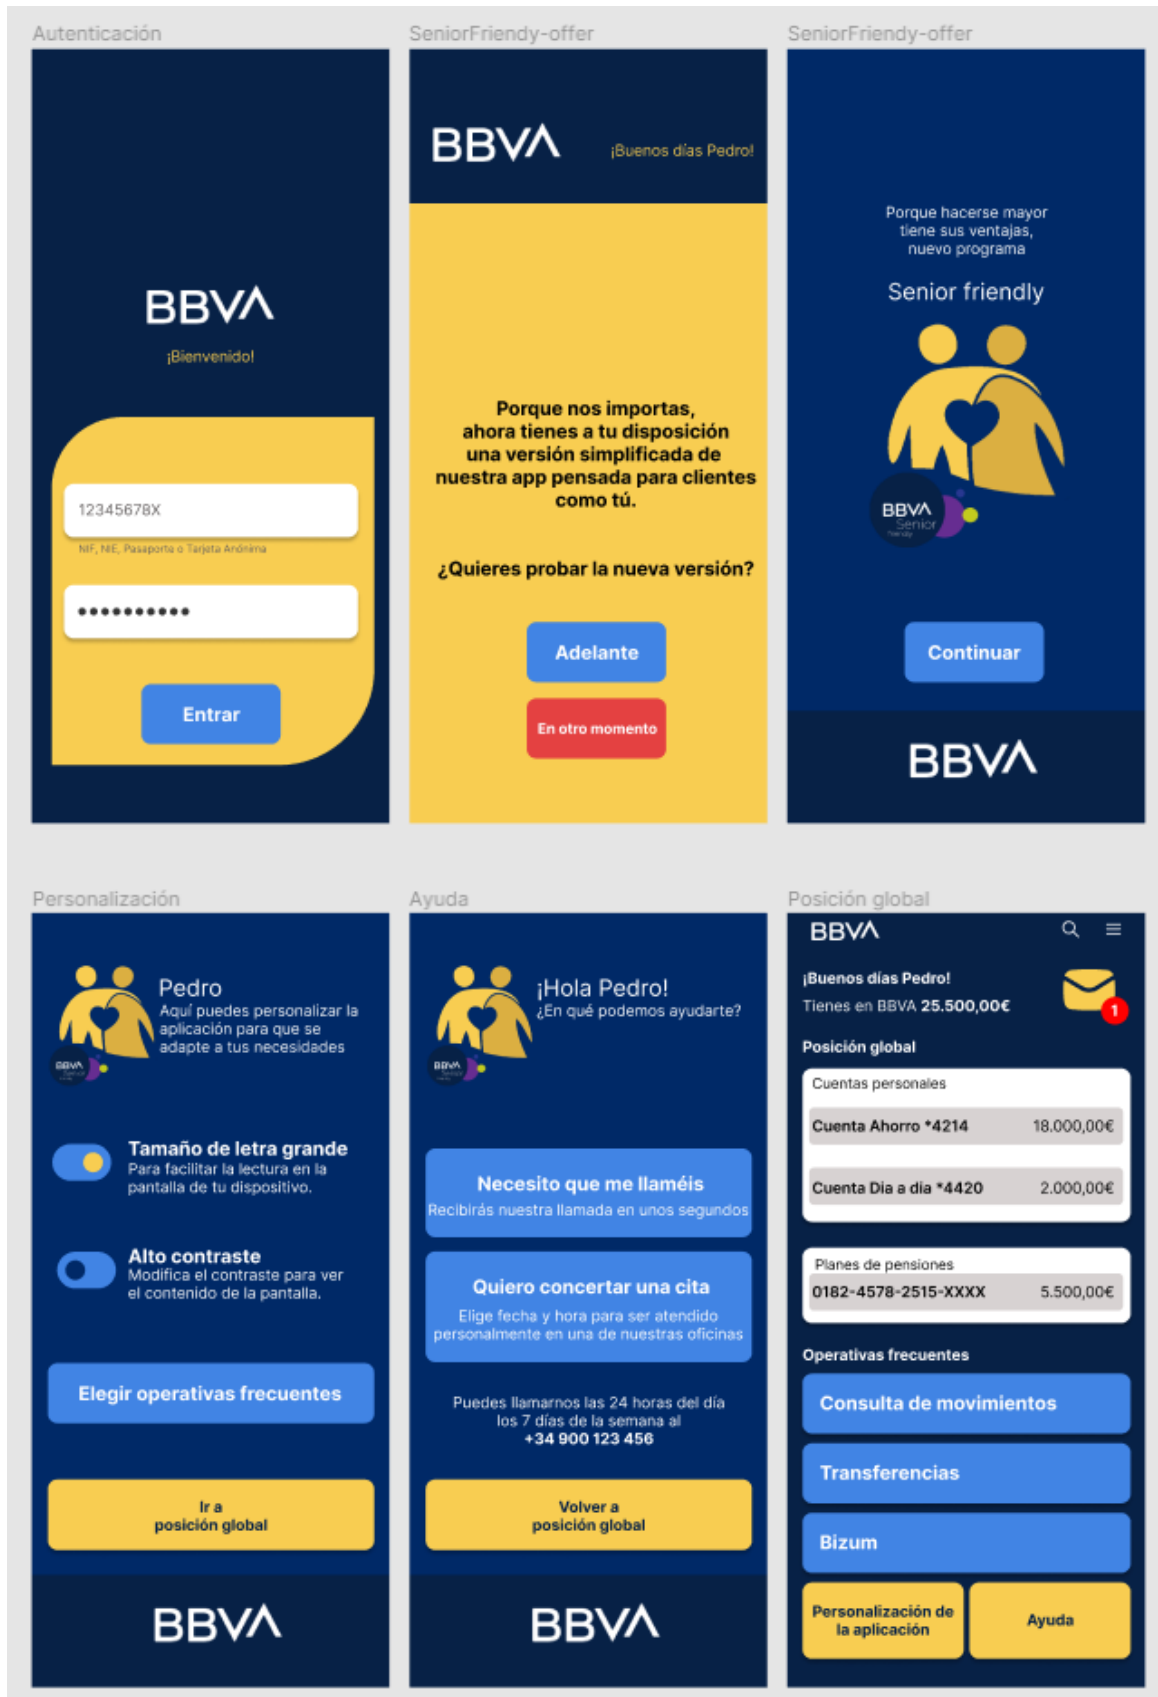 Autenticación
BBVA
¡Bienvenido!
12345678X
NIF, NIE, Pasaporte o Tarjeta Anónima
Entrar
SeniorFriendy-offer
BBVA
¡Buenos días Pedro!
Porque nos importas,
ahora tienes a tu disposición
una versión simplificada de
nuestra app pensada para clientes
como tú.
¿Quieres probar la nueva versión?
Adelante
En otro momento
SeniorFriendy-offer
Porque hacerse mayor
tiene sus ventajas,
nuevo programa
Senior friendly
BBVA
Senior
friendly
Continuar
BBVA
Personalización
Pedro
Aquí puedes personalizar la
aplicación para que se
adapte a tus necesidades
BBVA
Senior
friendly
Tamaño de letra grande
Para facilitar la lectura en la
pantalla de tu dispositivo.
Alto contraste
Modifica el contraste para ver
el contenido de la pantalla.
Elegir operativas frecuentes
Ir a
posición global
BBVA
Ayuda
¡Hola Pedro!
¿En qué podemos ayudarte?
BBVA
Senior
friendly
Necesito que me llaméis
Recibirás nuestra llamada en unos segundos
Quiero concertar una cita
Elige fecha y hora para ser atendido
personalmente en una de nuestras oficinas
Puedes llamarnos las 24 horas del día
los 7 días de la semana al
+34 900 123 456
Volver a
posición global
BBVA
Posición global
BBVA
¡Buenos días Pedro!
Tienes en BBVA 25.500,00€
1
Posición global
Cuentas personales
Cuenta Ahorro *4214 18.000,00€
Cuenta Dia a dia *4420 2.000,00€
Planes de pensiones
0182-4578-2515-XXXX 5.500,00€
Operativas frecuentes
Consulta de movimientos
Transferencias
Bizum
Personalización de
la aplicación
Ayuda